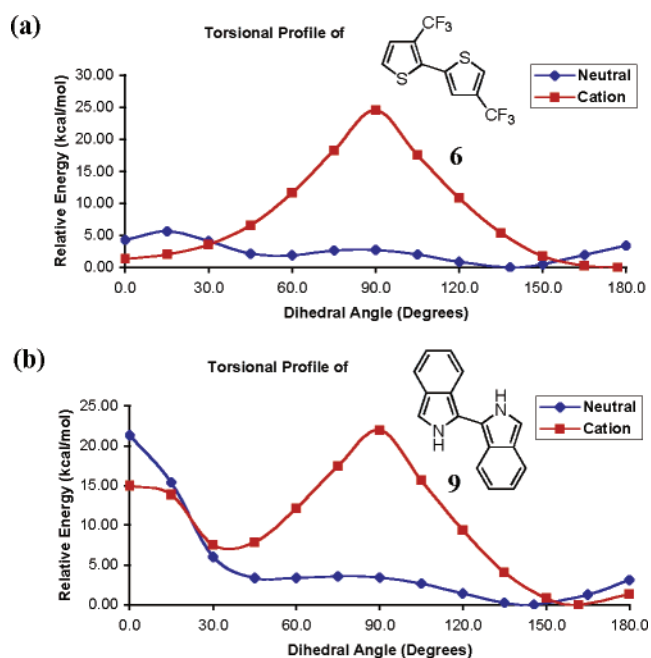 (a)
Torsional Profile of
CF3
S
S
CF3
6
Neutral
Cation
Relative Energy (kcal/mol)
30.00
25.00
20.00
15.00
10.00
5.00
0.00
0.0 30.0 60.0 90.0 120.0 150.0 180.0
Dihedral Angle (Degrees)
(b)
Torsional Profile of
H
N
N
H
9
Neutral
Cation
Relative Energy (kcal/mol)
25.00
20.00
15.00
10.00
5.00
0.00
0.0 30.0 60.0 90.0 120.0 150.0 180.0
Dihedral Angle (Degrees)